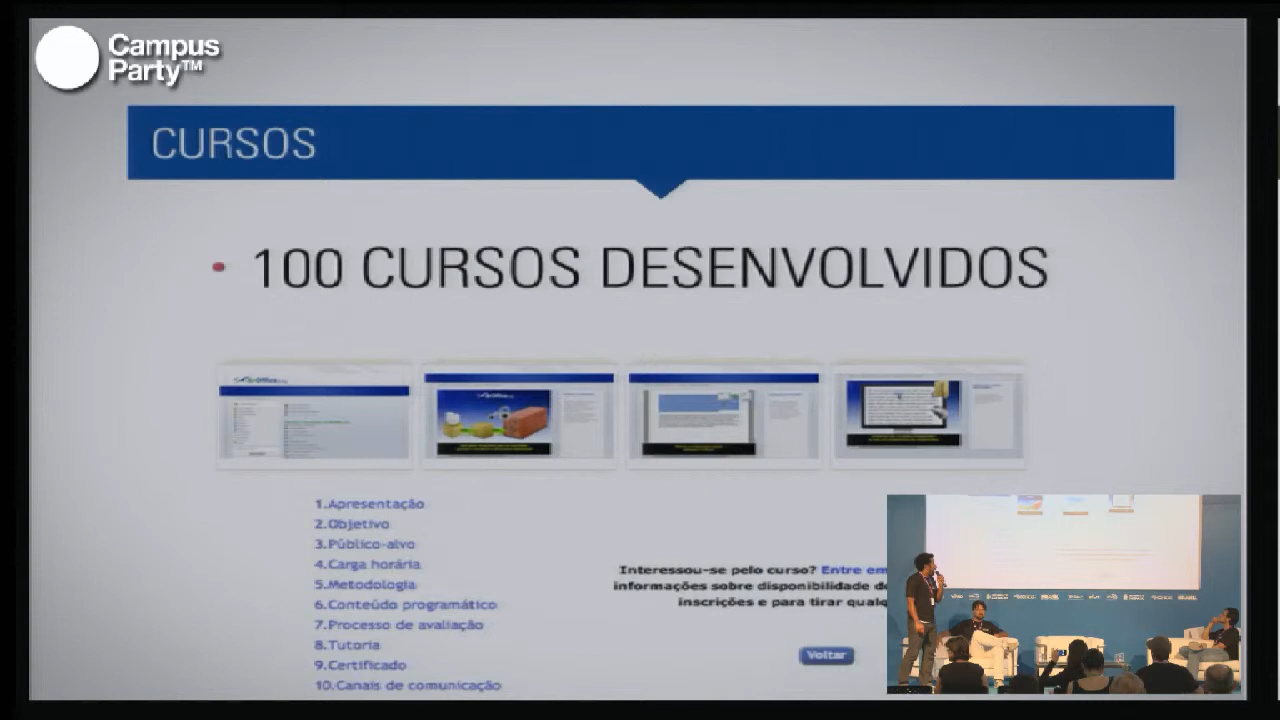 Campus
Party™
CURSOS
• 100 CURSOS DESENVOLVIDOS
1.Apresentação
2.Objetivo
3.Público-alvo
4.Carga horária
5.Metodologia
6.Conteúdo programático
7.Processo de avaliação
8.Tutoria
9.Certificado
10.Canais de comunicação
Interessou-se pelo curso? Entre em
informações sobre disponibilidade de
inscrições e para tirar
Voltar